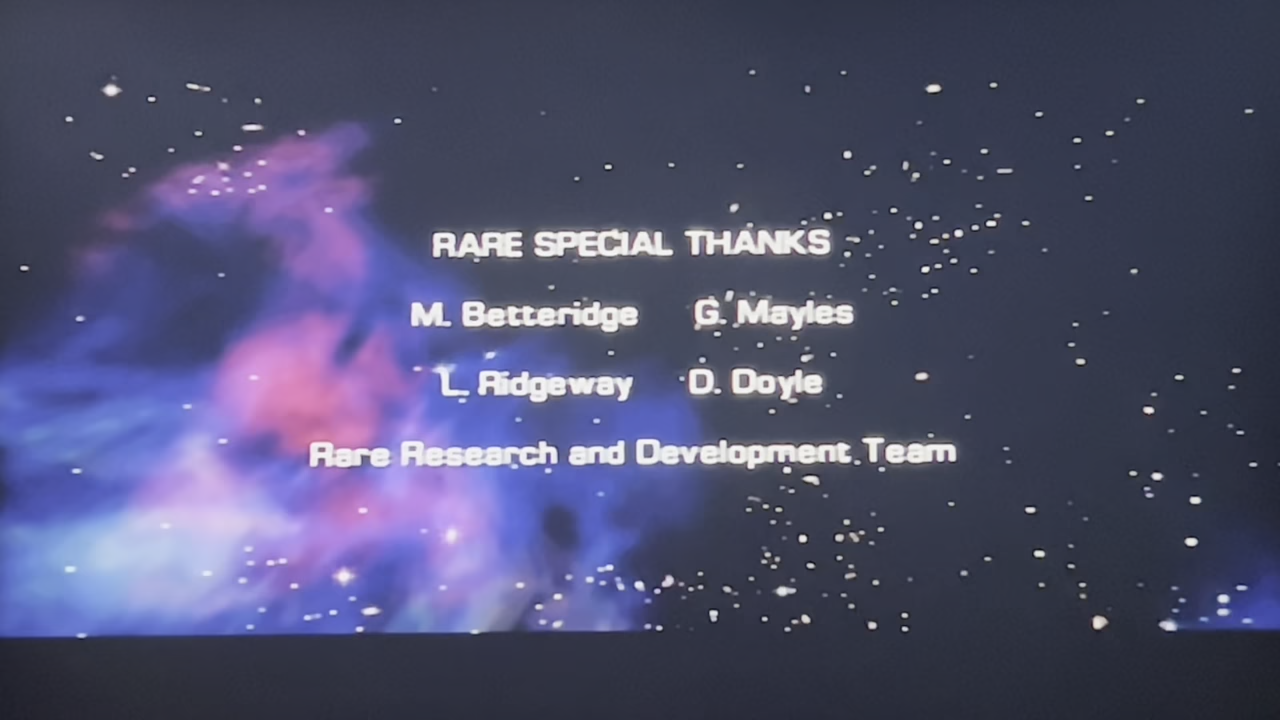 RARE SPECIAL THANKS
M. Betteridge G. Mayles
L. Ridgeway D. Doyle
Rare Research and Development Team